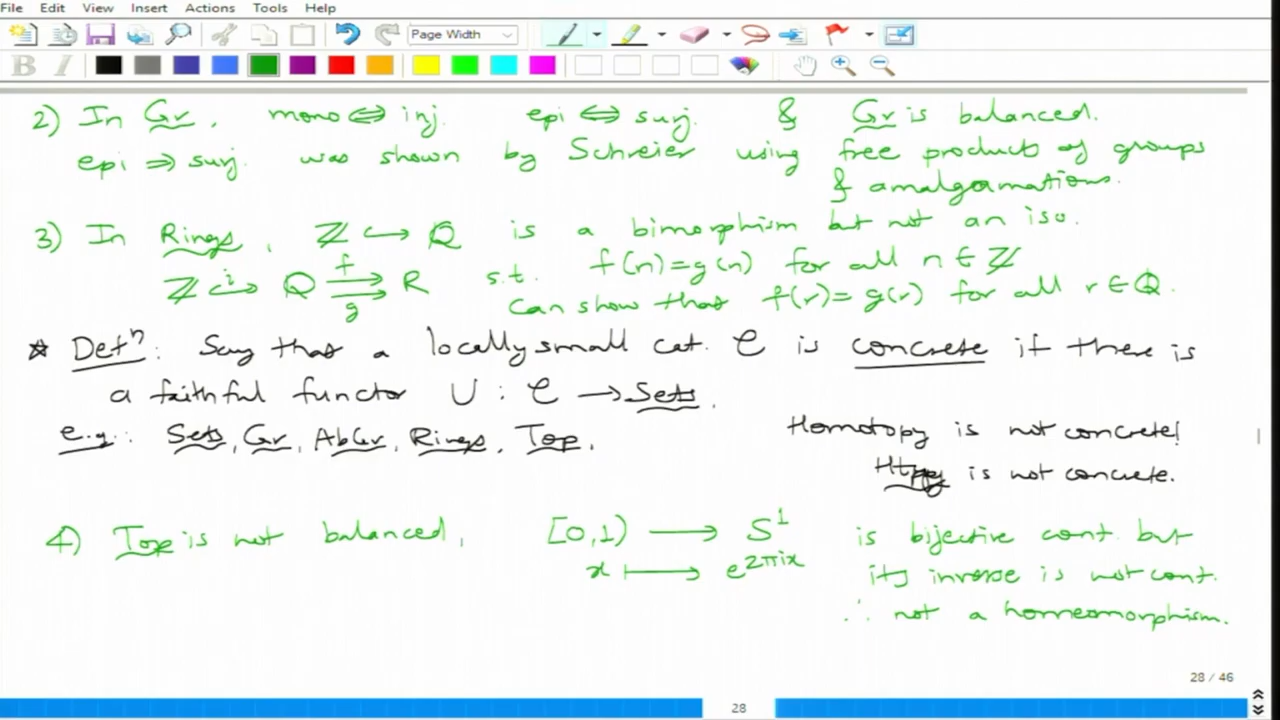 File Edit View Insert Actions Tools Help
Page Width
B I
2) In Gr, mono ⇔ inj. epi ⇔ surj. & Gr is balanced.
epi ⇒ surj. was shown by Schreier using free product of groups
& amalgamations.
3) In Rings, ℤ ↪ ℚ is a bimorphism but not an iso.
ℤ ↪ ℚ ⇉ R s.t. f(n)=g(n) for all n ∈ ℤ
i f g
can show that f(r)=g(r) for all r ∈ ℚ.
* Defⁿ: Say that a locally small cat. C is concrete if there is
a faithful functor U : C → Sets.
e.g.: Sets, Gr, AbGr, Rings, Top.
Homotopy is not concrete!
is not concrete.
4) Top is not balanced, [0,1) → S¹ is bijective cont. but
x ↦ e^{2πix} its inverse is not cont.
∴ not a homeomorphism.
28 / 46
28